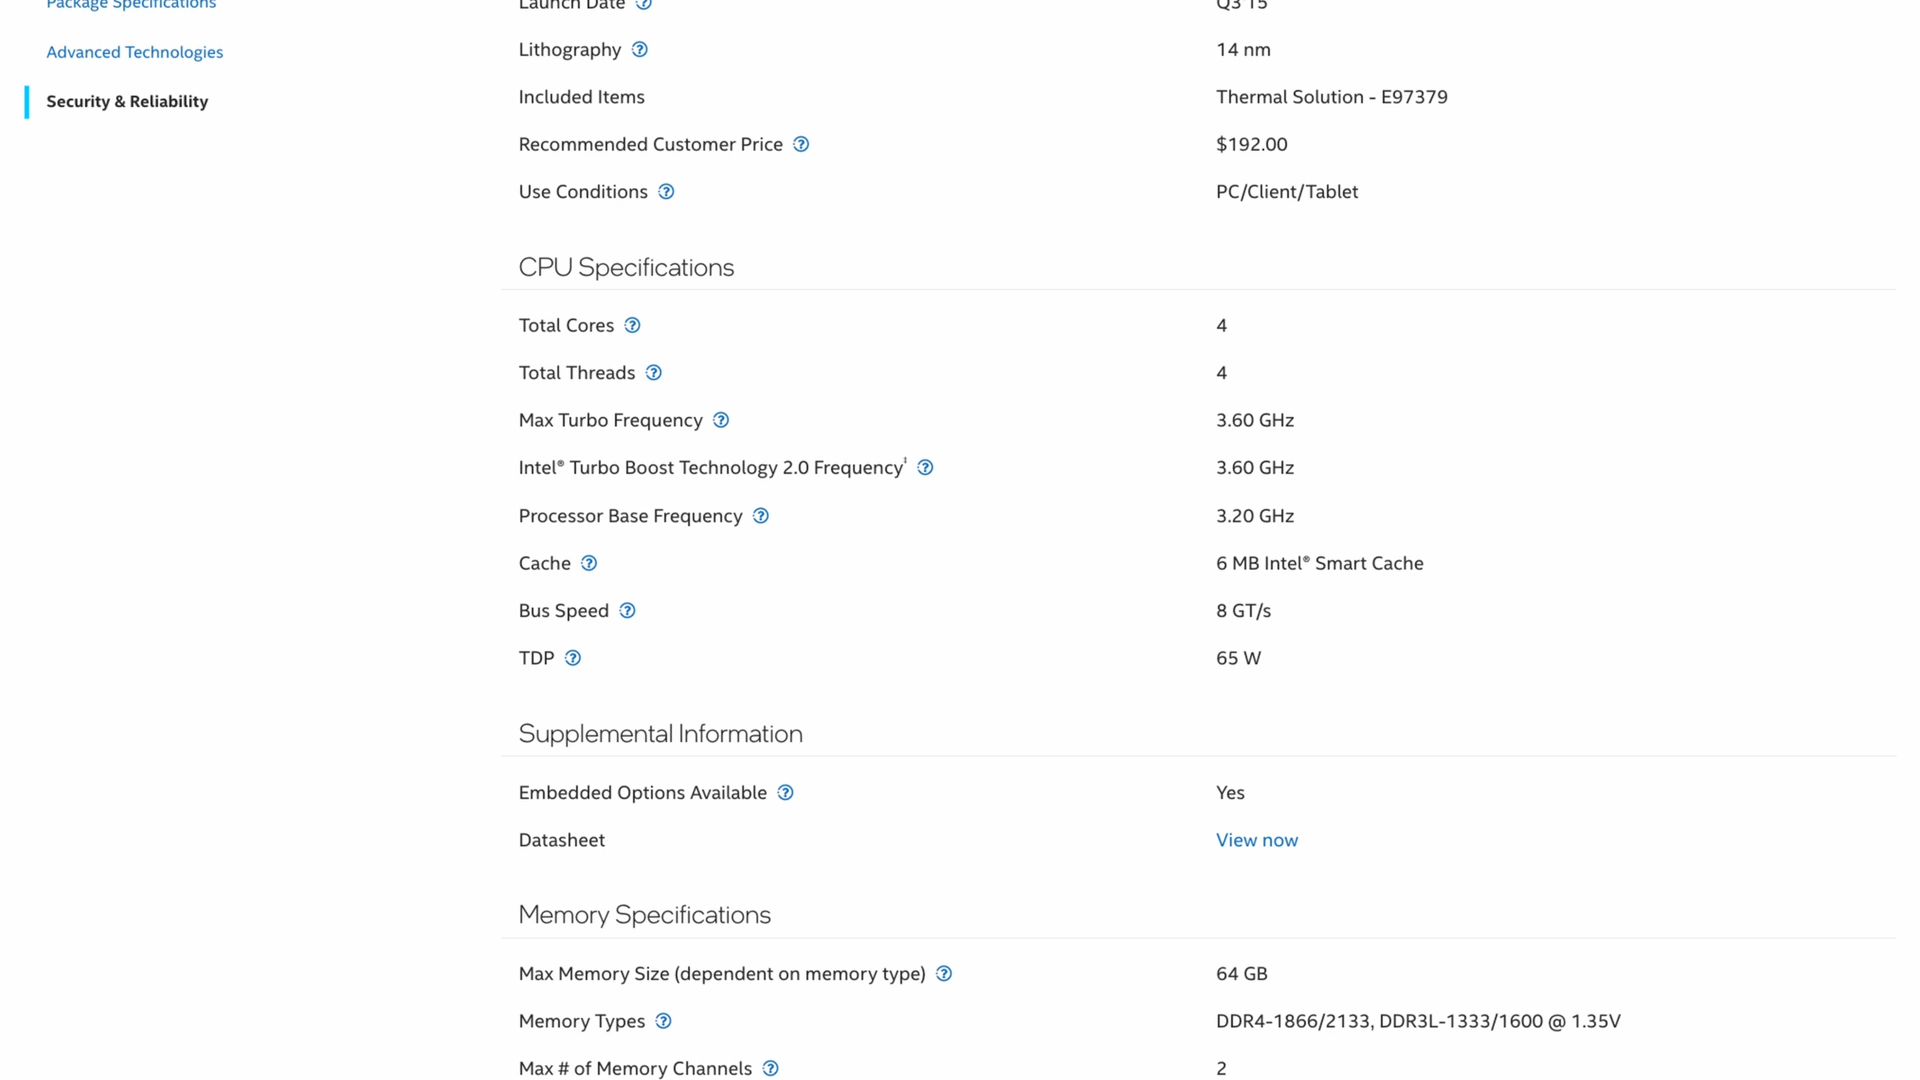 Package Specifications
Advanced Technologies
Security & Reliability
Launch Date Q3'15
Lithography 14 nm
Included Items Thermal Solution - E97379
Recommended Customer Price $192.00
Use Conditions PC/Client/Tablet
CPU Specifications
Total Cores 4
Total Threads 4
Max Turbo Frequency 3.60 GHz
Intel® Turbo Boost Technology 2.0 Frequency‡ 3.60 GHz
Processor Base Frequency 3.20 GHz
Cache 6 MB Intel® Smart Cache
Bus Speed 8 GT/s
TDP 65 W
Supplemental Information
Embedded Options Available Yes
Datasheet View now
Memory Specifications
Max Memory Size (dependent on memory type) 64 GB
Memory Types DDR4-1866/2133, DDR3L-1333/1600 @ 1.35V
Max # of Memory Channels 2